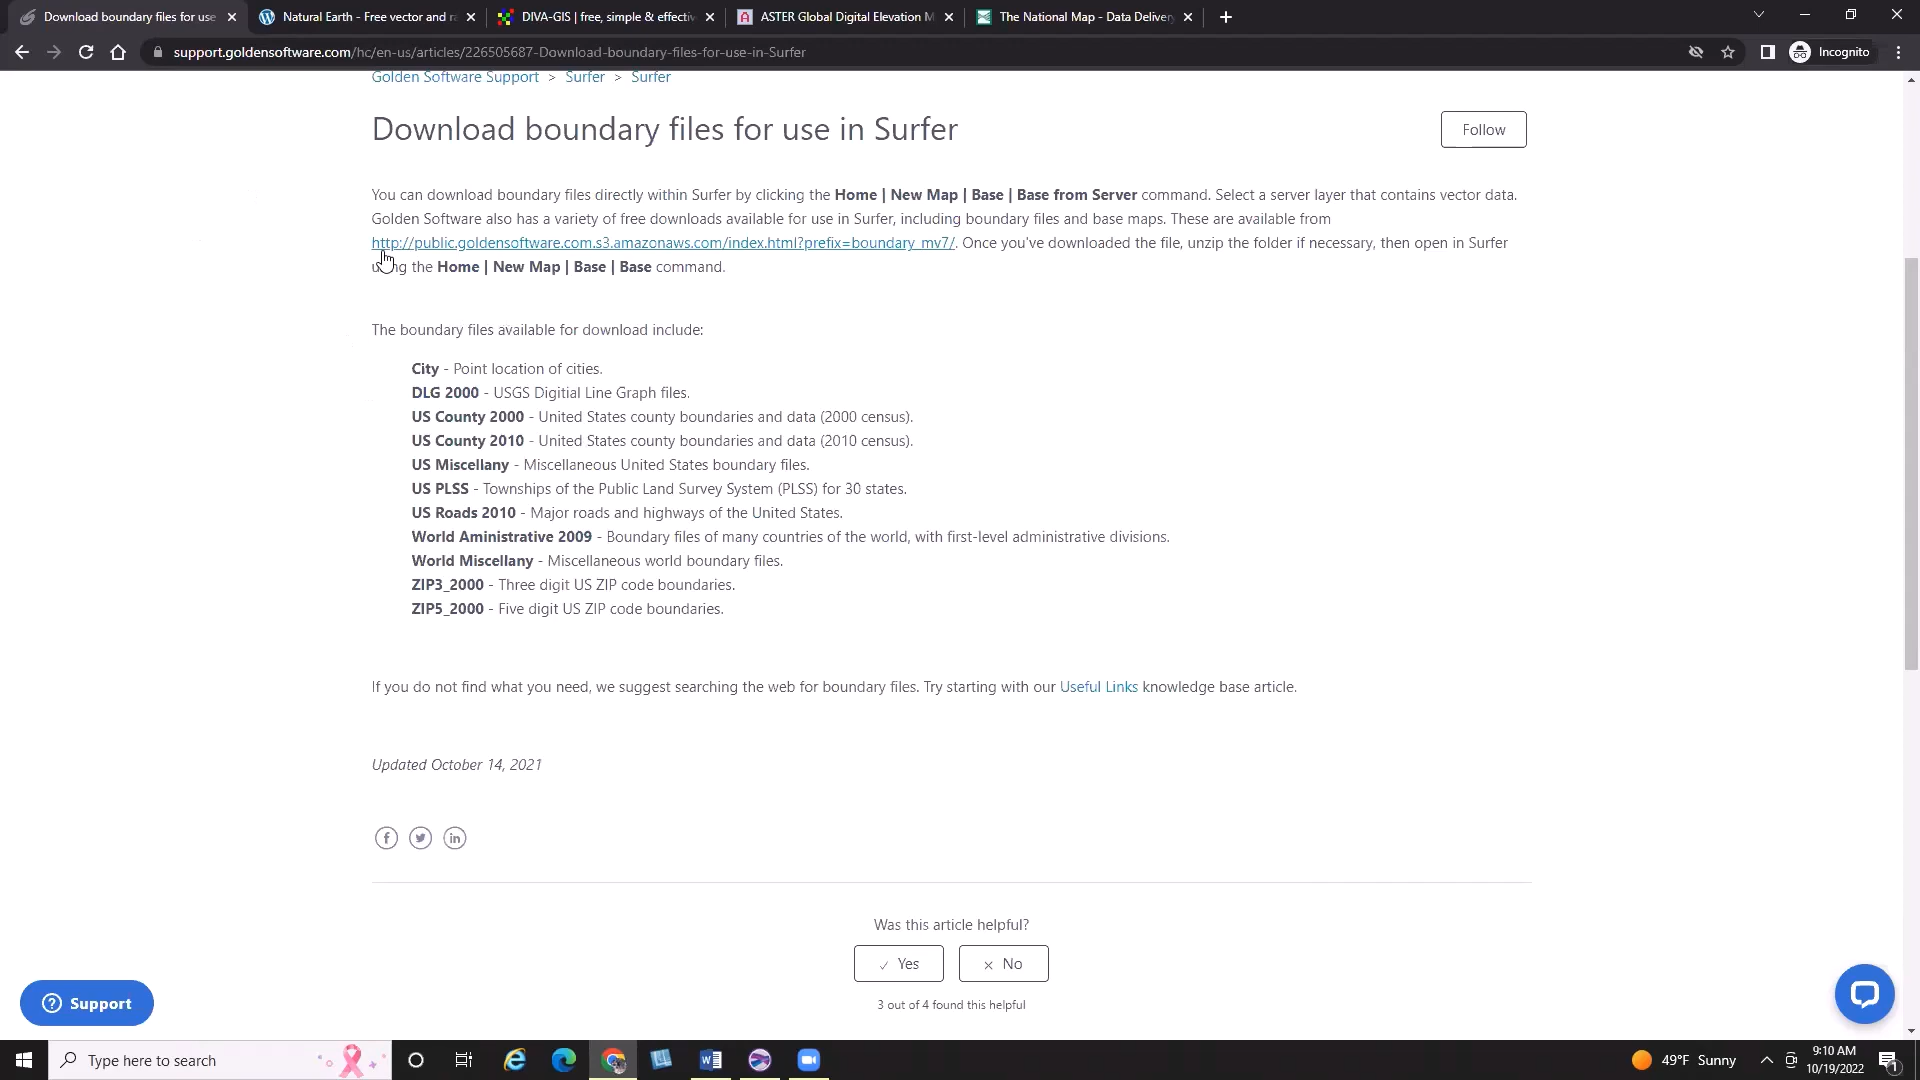 Download boundary files for use
Natural Earth - Free vector and ra
DIVA-GIS | free, simple & effectiv
ASTER Global Digital Elevation M
The National Map - Data Delivery
support.goldensoftware.com/hc/en-us/articles/226505687-Download-boundary-files-for-use-in-Surfer
Incognito
Golden Software Support > Surfer > Surfer
Download boundary files for use in Surfer
Follow
You can download boundary files directly within Surfer by clicking the Home | New Map | Base | Base from Server command. Select a server layer that contains vector data.
Golden Software also has a variety of free downloads available for use in Surfer, including boundary files and base maps. These are available from
http://public.goldensoftware.com.s3.amazonaws.com/index.html?prefix=boundary_mv7/. Once you've downloaded the file, unzip the folder if necessary, then open in Surfer
using the Home | New Map | Base | Base command.
The boundary files available for download include:
City - Point location of cities.
DLG 2000 - USGS Digitial Line Graph files.
US County 2000 - United States county boundaries and data (2000 census).
US County 2010 - United States county boundaries and data (2010 census).
US Miscellany - Miscellaneous United States boundary files.
US PLSS - Townships of the Public Land Survey System (PLSS) for 30 states.
US Roads 2010 - Major roads and highways of the United States.
World Aministrative 2009 - Boundary files of many countries of the world, with first-level administrative divisions.
World Miscellany - Miscellaneous world boundary files.
ZIP3_2000 - Three digit US ZIP code boundaries.
ZIP5_2000 - Five digit US ZIP code boundaries.
If you do not find what you need, we suggest searching the web for boundary files. Try starting with our Useful Links knowledge base article.
Updated October 14, 2021
Was this article helpful?
Yes
No
3 out of 4 found this helpful
Support
Type here to search
49°F Sunny
9:10 AM
10/19/2022
1